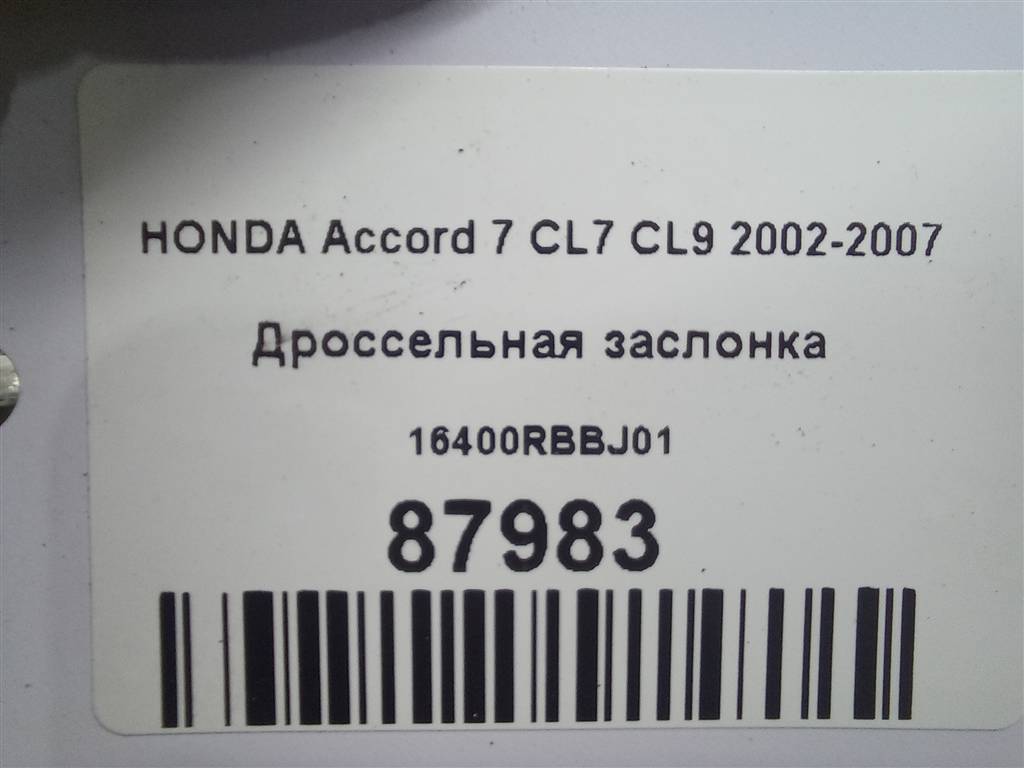 HONDA Accord 7 CL7 CL9 2002-2007
Дроссельная заслонка
16400RBBJ01
87983